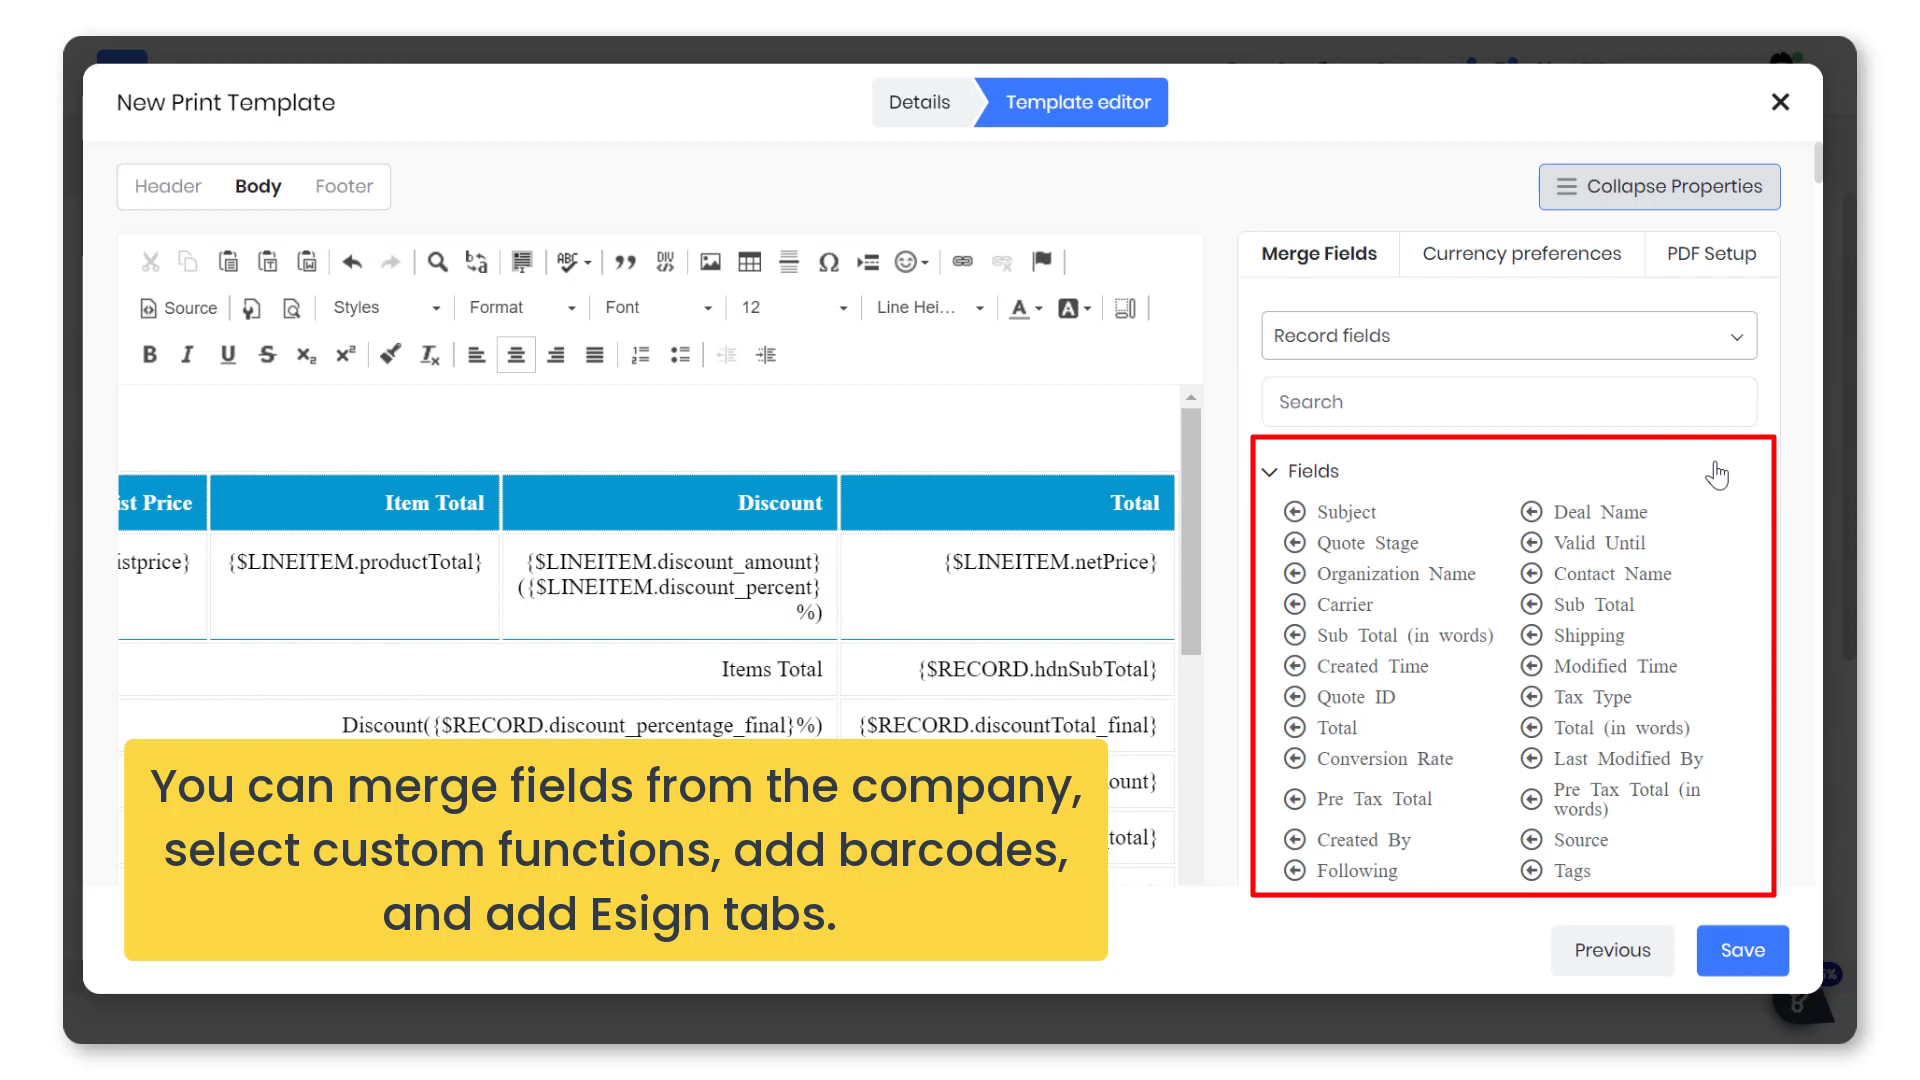 New Print Template
Details
Template editor
Header Body Footer
Collapse Properties
Merge Fields
Currency preferences
PDF Setup
Source
Styles
Format
Font
12
Line Hei...
Record fields
Search
Fields
Subject
Deal Name
Quote Stage
Valid Until
Organization Name
Contact Name
Carrier
Sub Total
Sub Total (in words)
Shipping
Created Time
Modified Time
Quote ID
Tax Type
Total
Total (in words)
Conversion Rate
Last Modified By
Pre Tax Total
Pre Tax Total (in
words)
Created By
Source
Following
Tags
ist Price
Item Total
Discount
Total
istprice}
{$LINEITEM.productTotal}
{$LINEITEM.discount_amount}
({$LINEITEM.discount_percent}
%)
{$LINEITEM.netPrice}
Items Total
{$RECORD.hdnSubTotal}
Discount({$RECORD.discount_percentage_final}%)
{$RECORD.discountTotal_final}
ount}
total}
You can merge fields from the company,
select custom functions, add barcodes,
and add Esign tabs.
Previous
Save